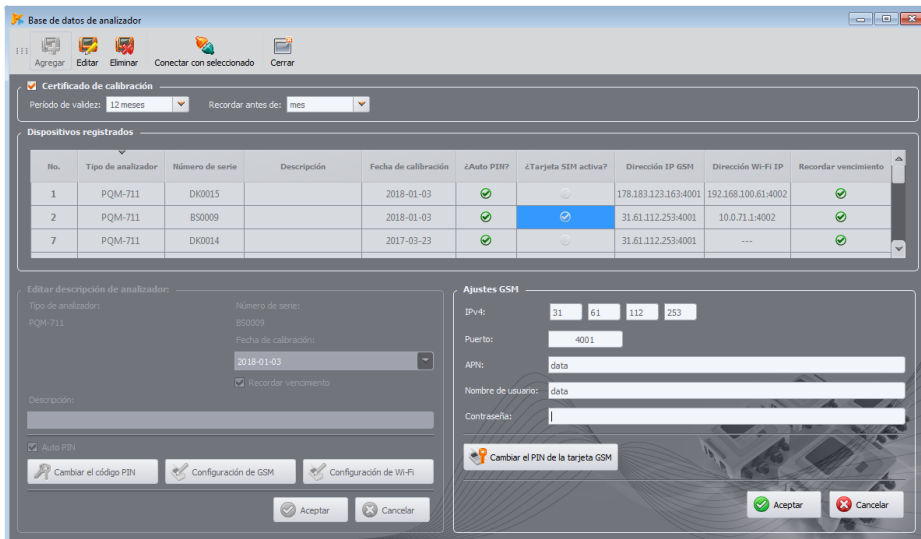 Base de datos de analizador
Agregar Editar Eliminar Conectar con seleccionado Cerrar
Certificado de calibración
Período de validez: 12 meses Recordar antes de: mes
Dispositivos registrados
No. Tipo de analizador Número de serie Descripción Fecha de calibración ¿Auto PIN? ¿Tarjeta SIM activa? Dirección IP GSM Dirección Wi-Fi IP Recordar vencimiento
1 PQM-711 DK0015 2018-01-03 178.183.123.163:4001 192.168.100.61:4002
2 PQM-711 BS0009 2018-01-03 31.61.112.253:4001 10.0.71.1:4002
7 PQM-711 DK0014 2017-03-23 31.61.112.253:4001 ---
Editar descripción de analizador:
Tipo de analizador: Número de serie:
PQM-711 BS0009
Fecha de calibración:
2018-01-03
Recordar vencimiento
Descripción:
Auto PIN
Cambiar el código PIN Configuración de GSM Configuración de Wi-Fi
Aceptar Cancelar
Ajustes GSM
IPv4: 31 61 112 253
Puerto: 4001
APN: data
Nombre de usuario: data
Contraseña:
Cambiar el PIN de la tarjeta GSM
Aceptar Cancelar